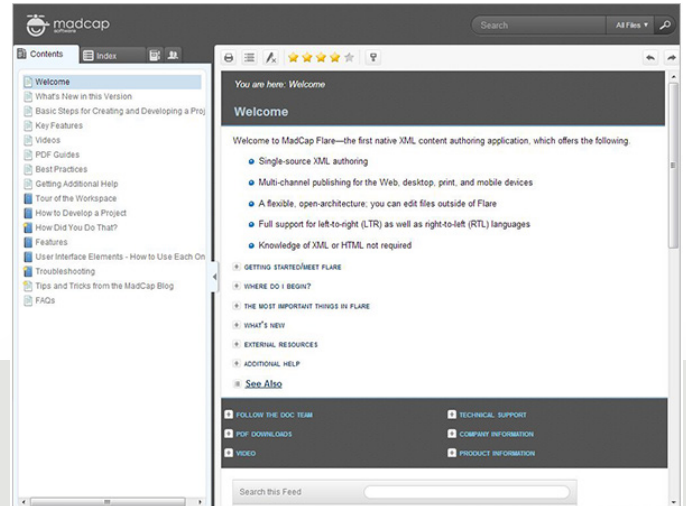 madcap
software
Search
All Files
Contents
Index
Welcome
What's New in this Version
Basic Steps for Creating and Developing a Proj
Key Features
Videos
PDF Guides
Best Practices
Getting Additional Help
Tour of the Workspace
How to Develop a Project
How Did You Do That?
Features
User Interface Elements - How to Use Each On
Troubleshooting
Tips and Tricks from the MadCap Blog
FAQs
You are here: Welcome
Welcome
Welcome to MadCap Flare—the first native XML content authoring application, which offers the following.
Single-source XML authoring
Multi-channel publishing for the Web, desktop, print, and mobile devices
A flexible, open-architecture; you can edit files outside of Flare
Full support for left-to-right (LTR) as well as right-to-left (RTL) languages
Knowledge of XML or HTML not required
GETTING STARTED/MEET FLARE
WHERE DO I BEGIN?
THE MOST IMPORTANT THINGS IN FLARE
WHAT'S NEW
EXTERNAL RESOURCES
ADDITIONAL HELP
See Also
FOLLOW THE DOC TEAM
PDF DOWNLOADS
VIDEO
TECHNICAL SUPPORT
COMPANY INFORMATION
PRODUCT INFORMATION
Search this Feed